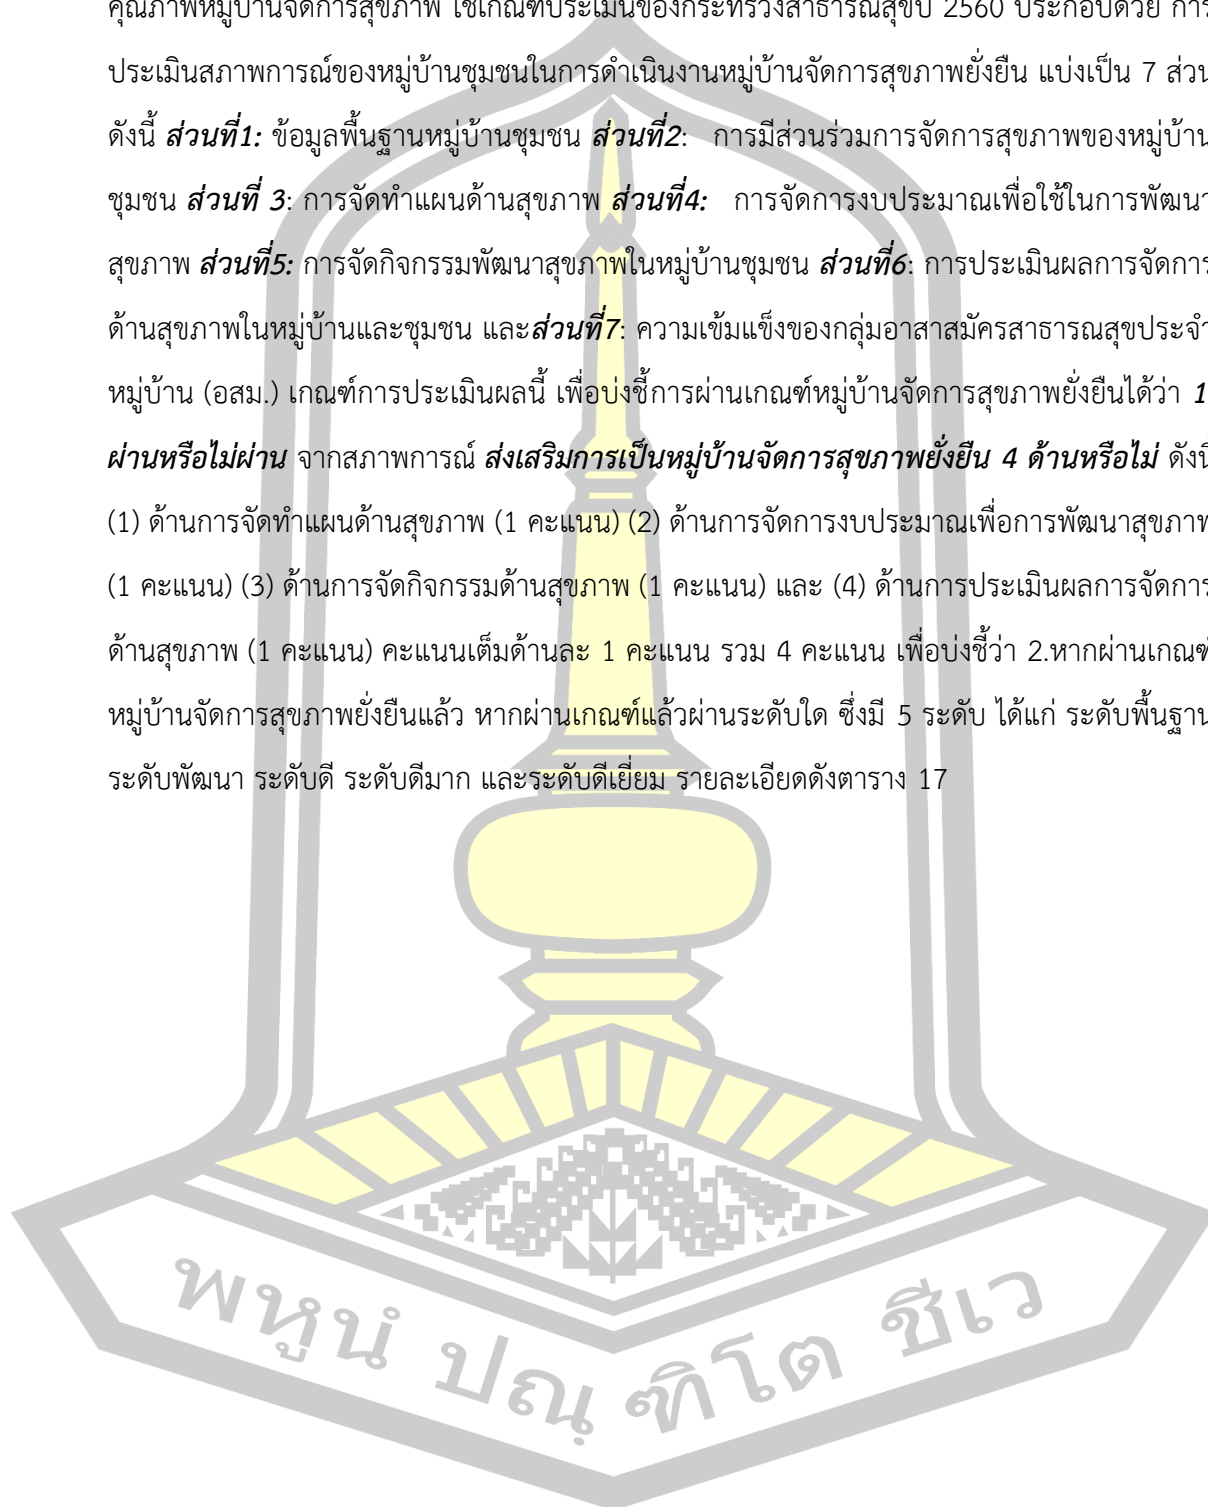 คุณภาพหมู่บ้านจัดการสุขภาพ ใช้เกณฑ์ประเมินของกระทรวงสาธารณสุขปี 2560 ประกอบด้วย การ
ประเมินสภาพการณ์ของหมู่บ้านชุมชนในการดำเนินงานหมู่บ้านจัดการสุขภาพยั่งยืน แบ่งเป็น 7 ส่วน
ดังนี้ ส่วนที่1: ข้อมูลพื้นฐานหมู่บ้านชุมชน ส่วนที่2: การมีส่วนร่วมการจัดการสุขภาพของหมู่บ้าน
ชุมชน ส่วนที่ 3: การจัดทำแผนด้านสุขภาพ ส่วนที่4: การจัดการงบประมาณเพื่อใช้ในการพัฒนา
สุขภาพ ส่วนที่5: การจัดกิจกรรมพัฒนาสุขภาพในหมู่บ้านชุมชน ส่วนที่6: การประเมินผลการจัดการ
ด้านสุขภาพในหมู่บ้านและชุมชน และส่วนที่7: ความเข้มแข็งของกลุ่มอาสาสมัครสาธารณสุขประจำ
หมู่บ้าน (อสม.) เกณฑ์การประเมินผลนี้ เพื่อบ่งชี้การผ่านเกณฑ์หมู่บ้านจัดการสุขภาพยั่งยืนได้ว่า 1
ผ่านหรือไม่ผ่าน จากสภาพการณ์ ส่งเสริมการเป็นหมู่บ้านจัดการสุขภาพยั่งยืน 4 ด้านหรือไม่ ดังนี้
(1) ด้านการจัดทำแผนด้านสุขภาพ (1 คะแนน) (2) ด้านการจัดการงบประมาณเพื่อการพัฒนาสุขภาพ
(1 คะแนน) (3) ด้านการจัดกิจกรรมด้านสุขภาพ (1 คะแนน) และ (4) ด้านการประเมินผลการจัดการ
ด้านสุขภาพ (1 คะแนน) คะแนนเต็มด้านละ 1 คะแนน รวม 4 คะแนน เพื่อบ่งชี้ว่า 2.หากผ่านเกณฑ์
หมู่บ้านจัดการสุขภาพยั่งยืนแล้ว หากผ่านเกณฑ์แล้วผ่านระดับใด ซึ่งมี 5 ระดับ ได้แก่ ระดับพื้นฐาน
ระดับพัฒนา ระดับดี ระดับดีมาก และระดับดีเยี่ยม รายละเอียดดังตาราง 17
พหูนํ ปณฺฑิโต ชีเว